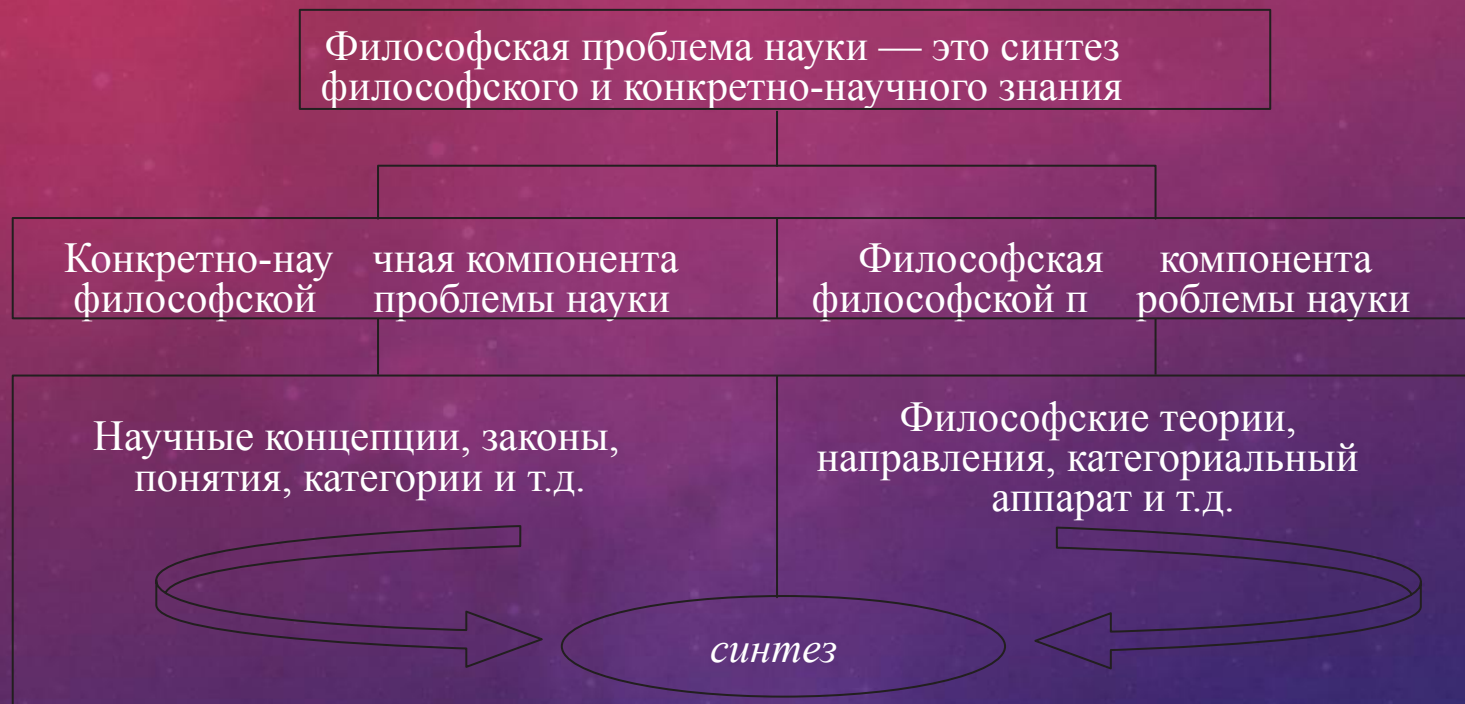 Философская проблема науки — это синтез
философского и конкретно-научного знания
Конкретно-нау чная компонента
философской проблемы науки
Философская компонента
философской п роблемы науки
Научные концепции, законы,
понятия, категории и т.д.
Философские теории,
направления, категориальный
аппарат и т.д.
синтез